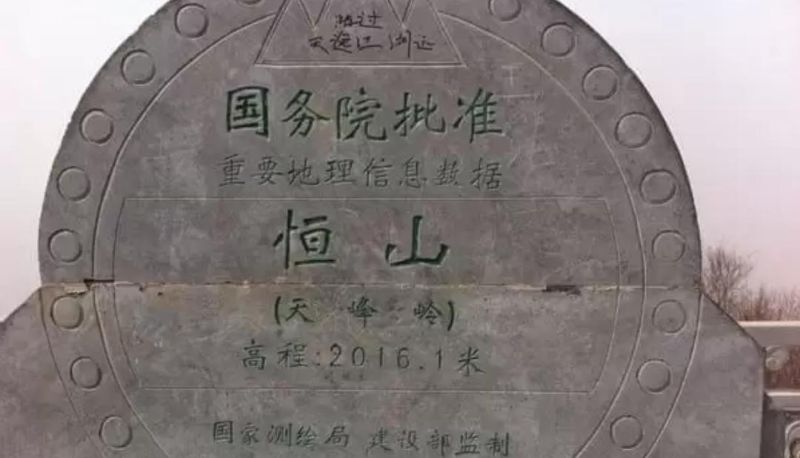 国务院批准
重要地理信息数据
恒山
(天峰岭)
高程:2016.1米
国家测绘局 建设部监制